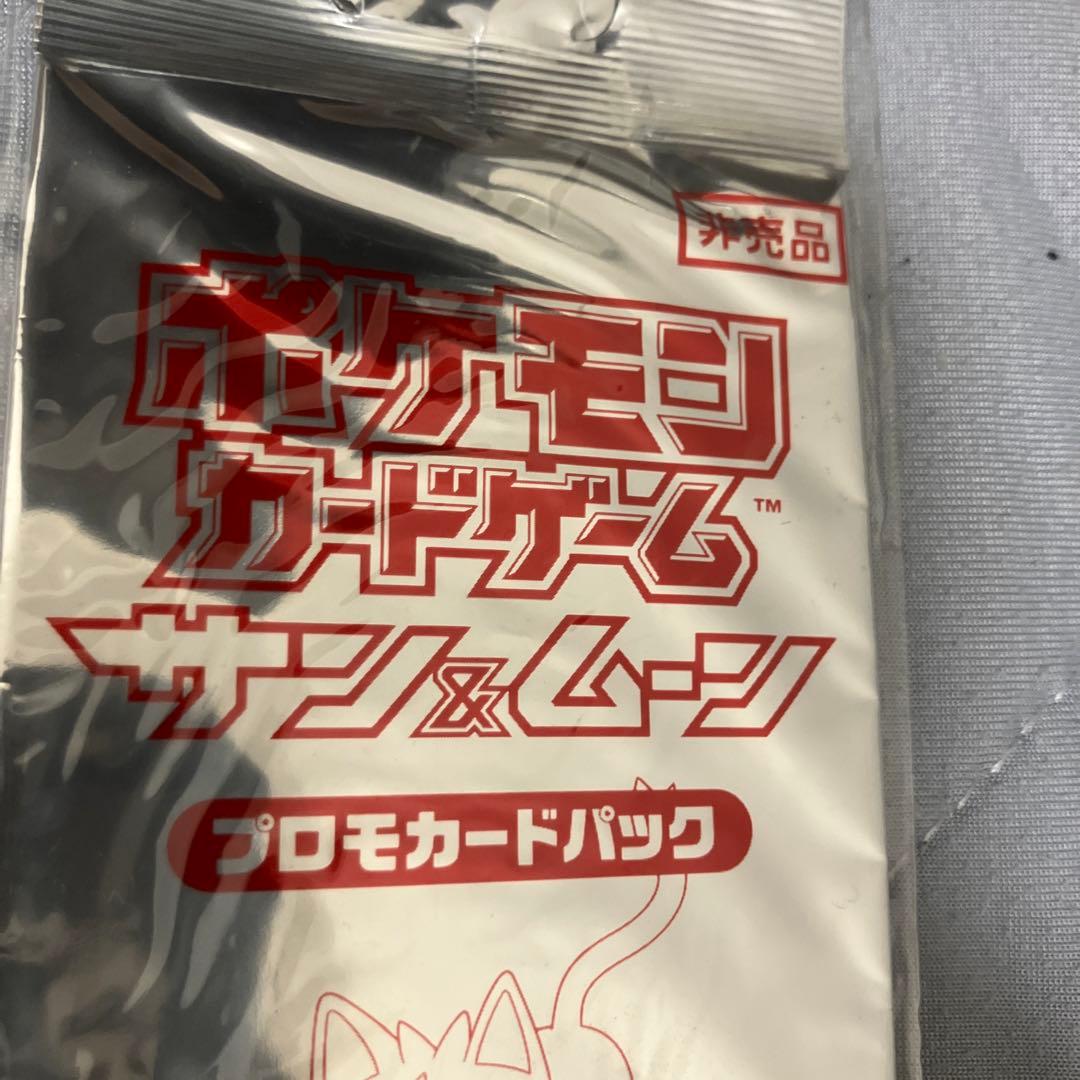 非売品
ポケモン
カードゲーム™
サン&ムーン
プロモカードパック